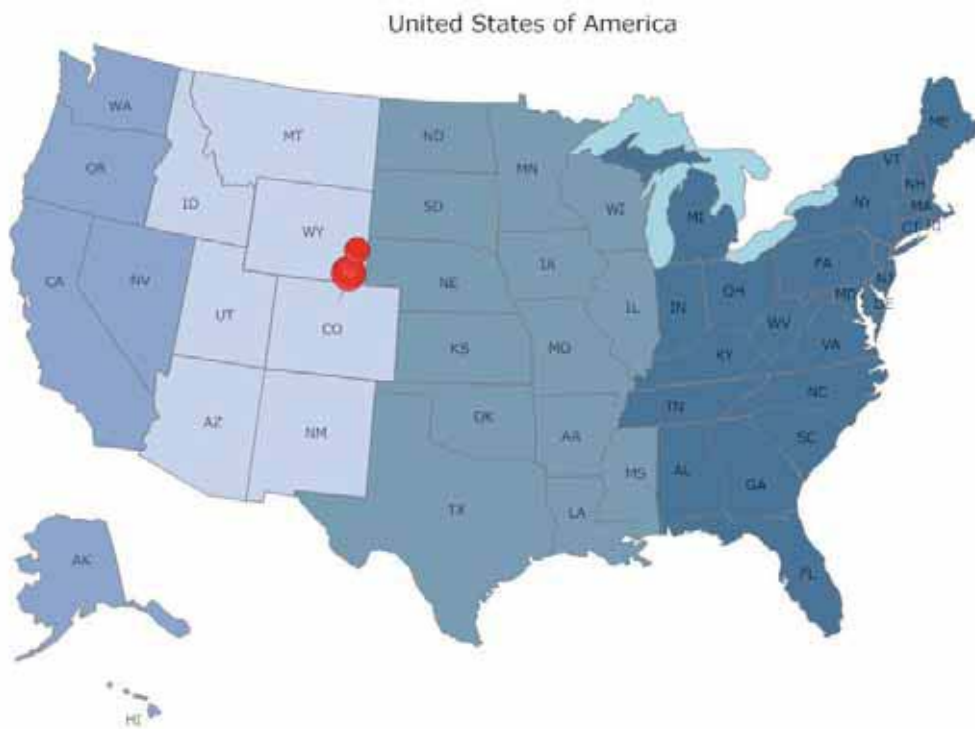 United States of America
WA
ME
MT
ND
VT
OR
MN
NH
ID
SD
WI
MI
NY
MA
WY
CT RI
IA
PA
CA
NV
NE
NJ
IN
OH
IL
MD
DE
UT
CO
WV
VA
KS
MO
KY
NC
TN
AZ
NM
OK
AR
SC
MS
AL
GA
TX
LA
AK
FL
HI